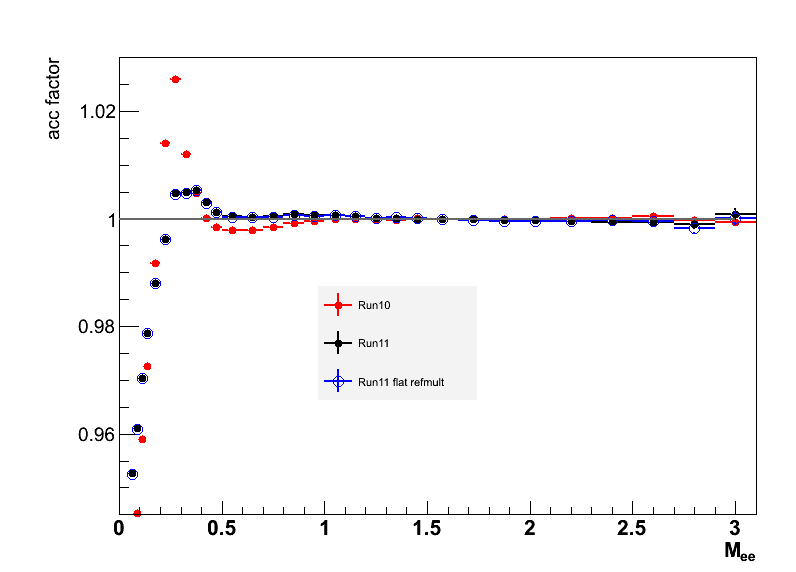 acc factor
1.02
1
0.98
0.96
Run10
Run11
Run11 flat refmult
0 0.5 1 1.5 2 2.5 3
Mee